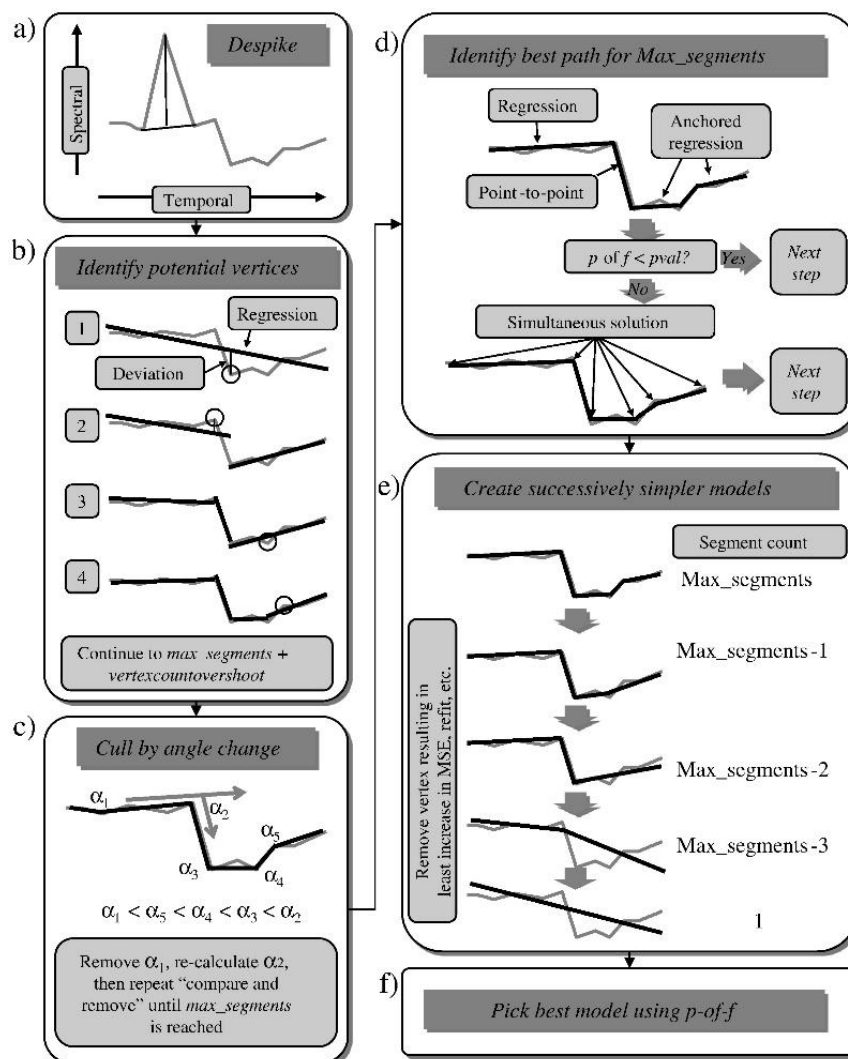 a)
Despike
Spectral
Temporal
b)
Identify potential vertices
1
Regression
Deviation
2
3
4
Continue to max_segments +
vertexcountovershoot
c)
Cull by angle change
α1
α2
α5
α3
α4
α1 < α5 < α4 < α3 < α2
Remove α1, re-calculate α2,
then repeat “compare and
remove” until max_segments
is reached
d)
Identify best path for Max_segments
Regression
Anchored
regression
Point-to-point
p of f < pval?
Yes
Next
step
No
Simultaneous solution
Next
step
e)
Create successively simpler models
Segment count
Max_segments
Max_segments-1
Max_segments-2
Max_segments-3
1
Remove vertex resulting in
least increase in MSE, refit, etc.
f)
Pick best model using p-of-f